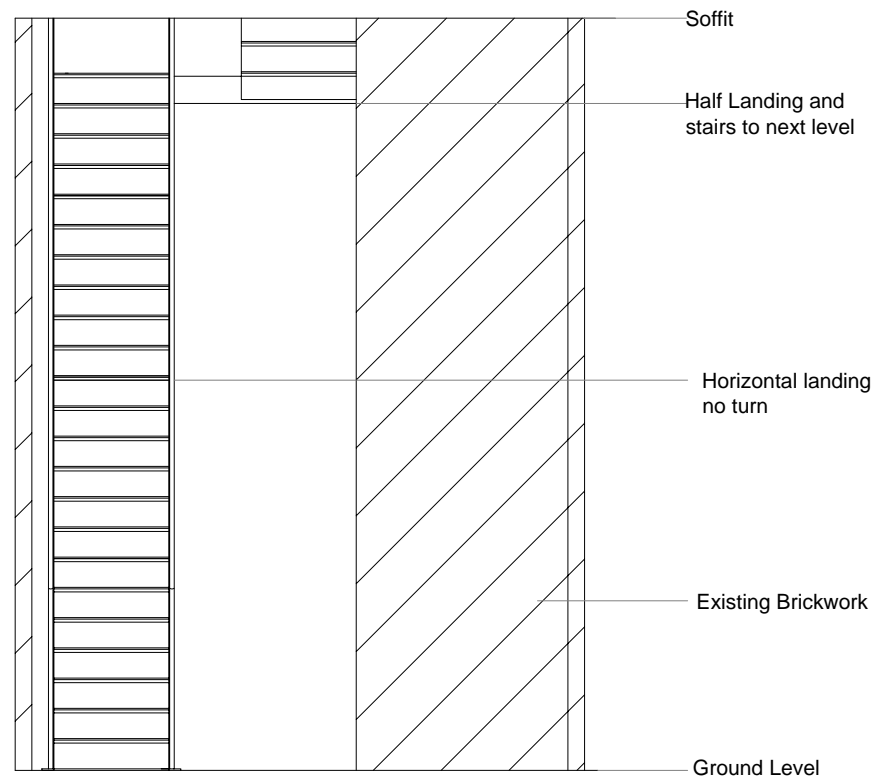 Soffit
Half Landing and
stairs to next level
Horizontal landing
no turn
Existing Brickwork
Ground Level